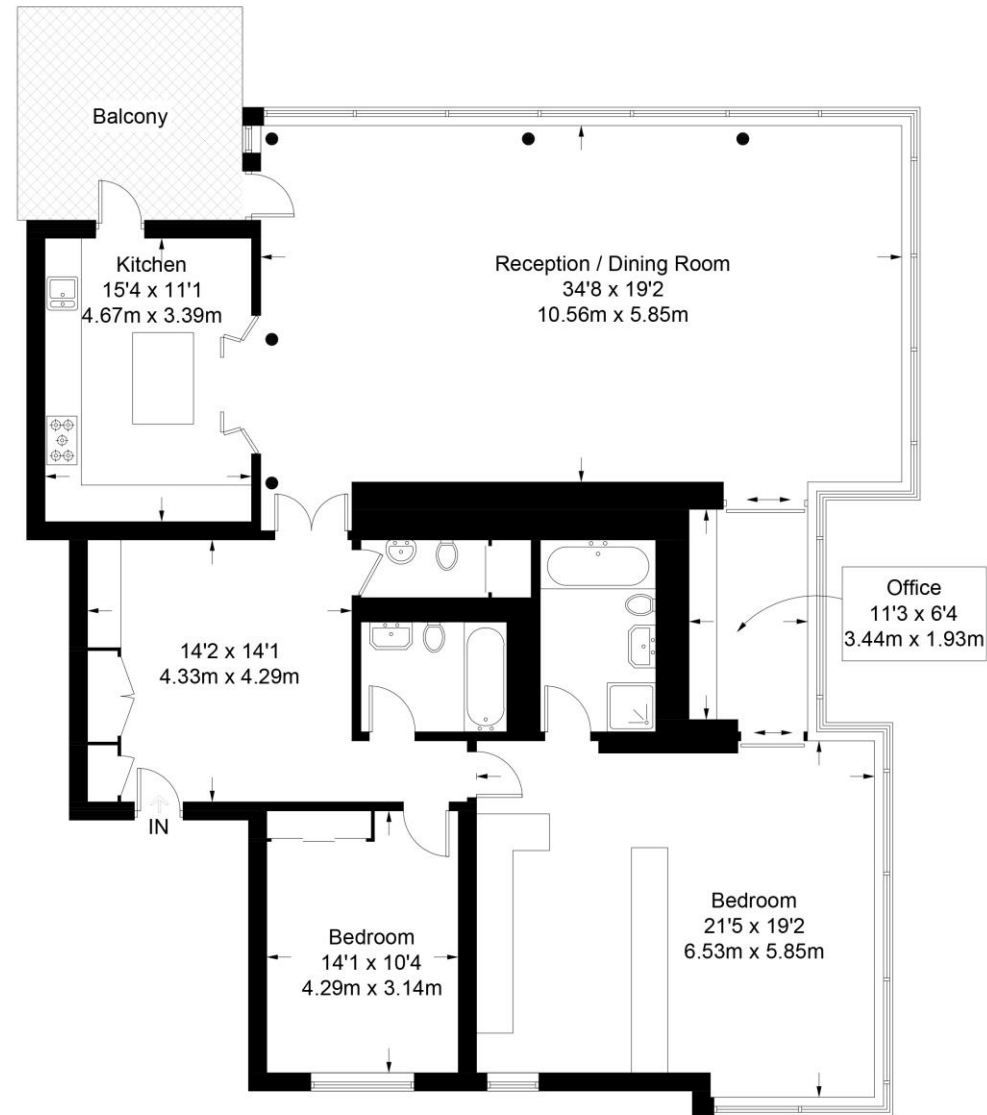 Balcony
Kitchen
15'4 x 11'1
4.67m x 3.39m
Reception / Dining Room
34'8 x 19'2
10.56m x 5.85m
Office
11'3 x 6'4
3.44m x 1.93m
14'2 x 14'1
4.33m x 4.29m
IN
Bedroom
14'1 x 10'4
4.29m x 3.14m
Bedroom
21'5 x 19'2
6.53m x 5.85m